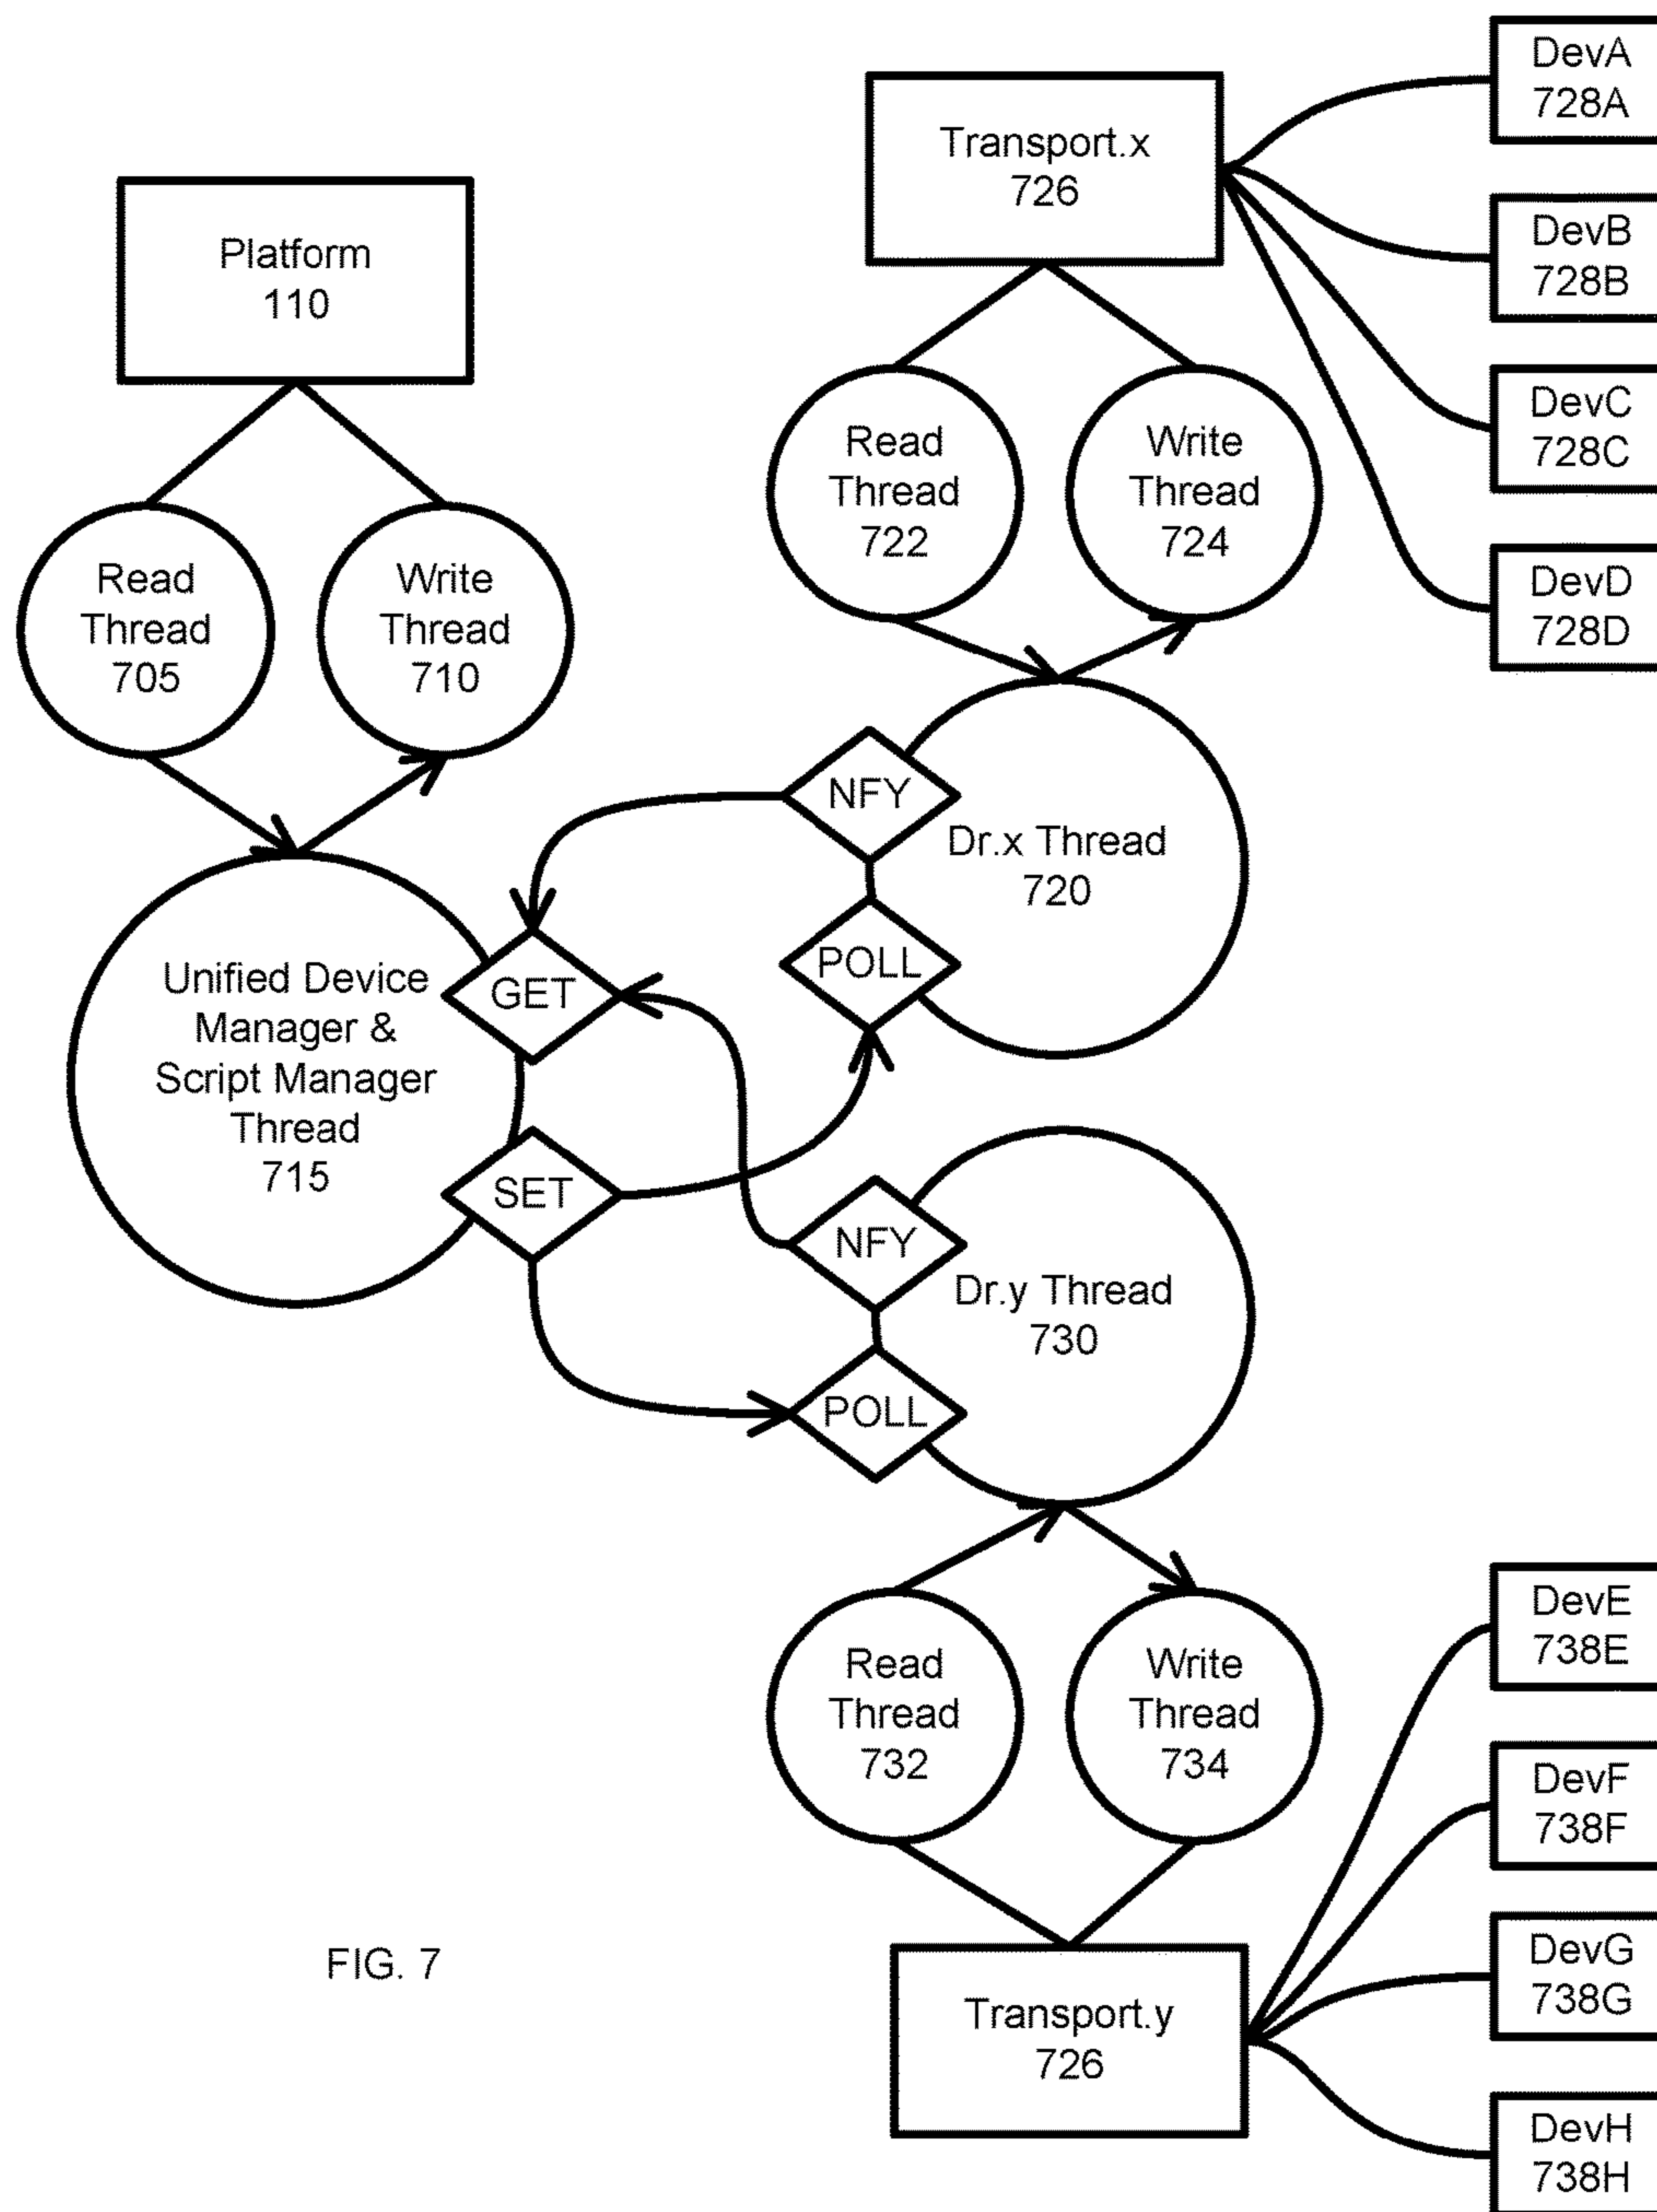 DevA
728A
Transport.x
726
DevB
728B
Platform
110
DevC
728C
Read
Thread
722
Write
Thread
724
DevD
728D
Read
Thread
705
Write
Thread
710
NFY
Dr.x Thread
720
POLL
GET
Unified Device
Manager &
Script Manager
Thread
715
SET
NFY
Dr.y Thread
730
POLL
Read
Thread
732
Write
Thread
734
DevE
738E
DevF
738F
DevG
738G
FIG. 7
Transport.y
726
DevH
738H